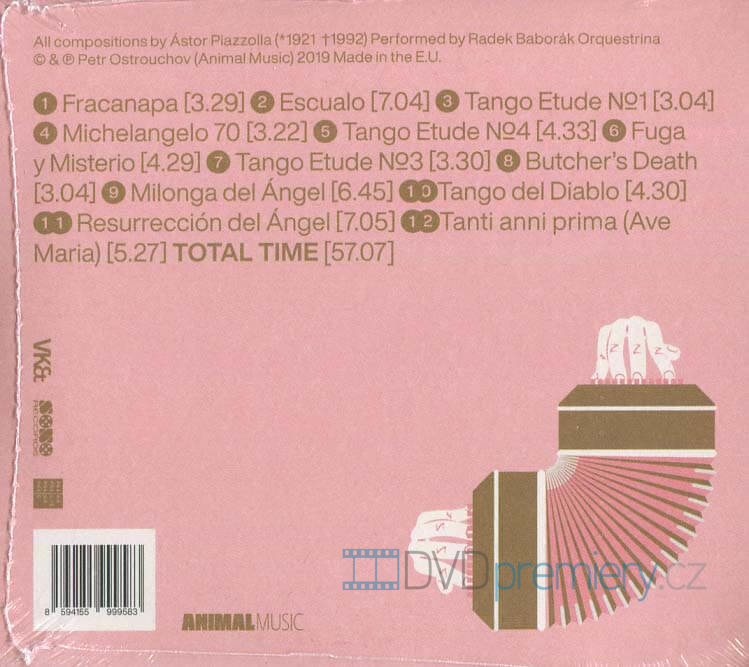 All compositions by Ástor Piazzolla (*1921 †1992) Performed by Radek Baborák Orquestrina
© & ℗ Petr Ostrouchov (Animal Music) 2019 Made in the E.U.
1 Fracanapa [3.29] 2 Escualo [7.04] 3 Tango Etude №1 [3.04]
4 Michelangelo 70 [3.22] 5 Tango Etude №4 [4.33] 6 Fuga
y Misterio [4.29] 7 Tango Etude №3 [3.30] 8 Butcher's Death
[3.04] 9 Milonga del Ángel [6.45] 10 Tango del Diablo [4.30]
11 Resurrección del Ángel [7.05] 12 Tanti anni prima (Ave
Maria) [5.27] TOTAL TIME [57.07]
SONO
RECORDS
8 594155 999583
ANIMAL MUSIC
DVDpremiery.cz